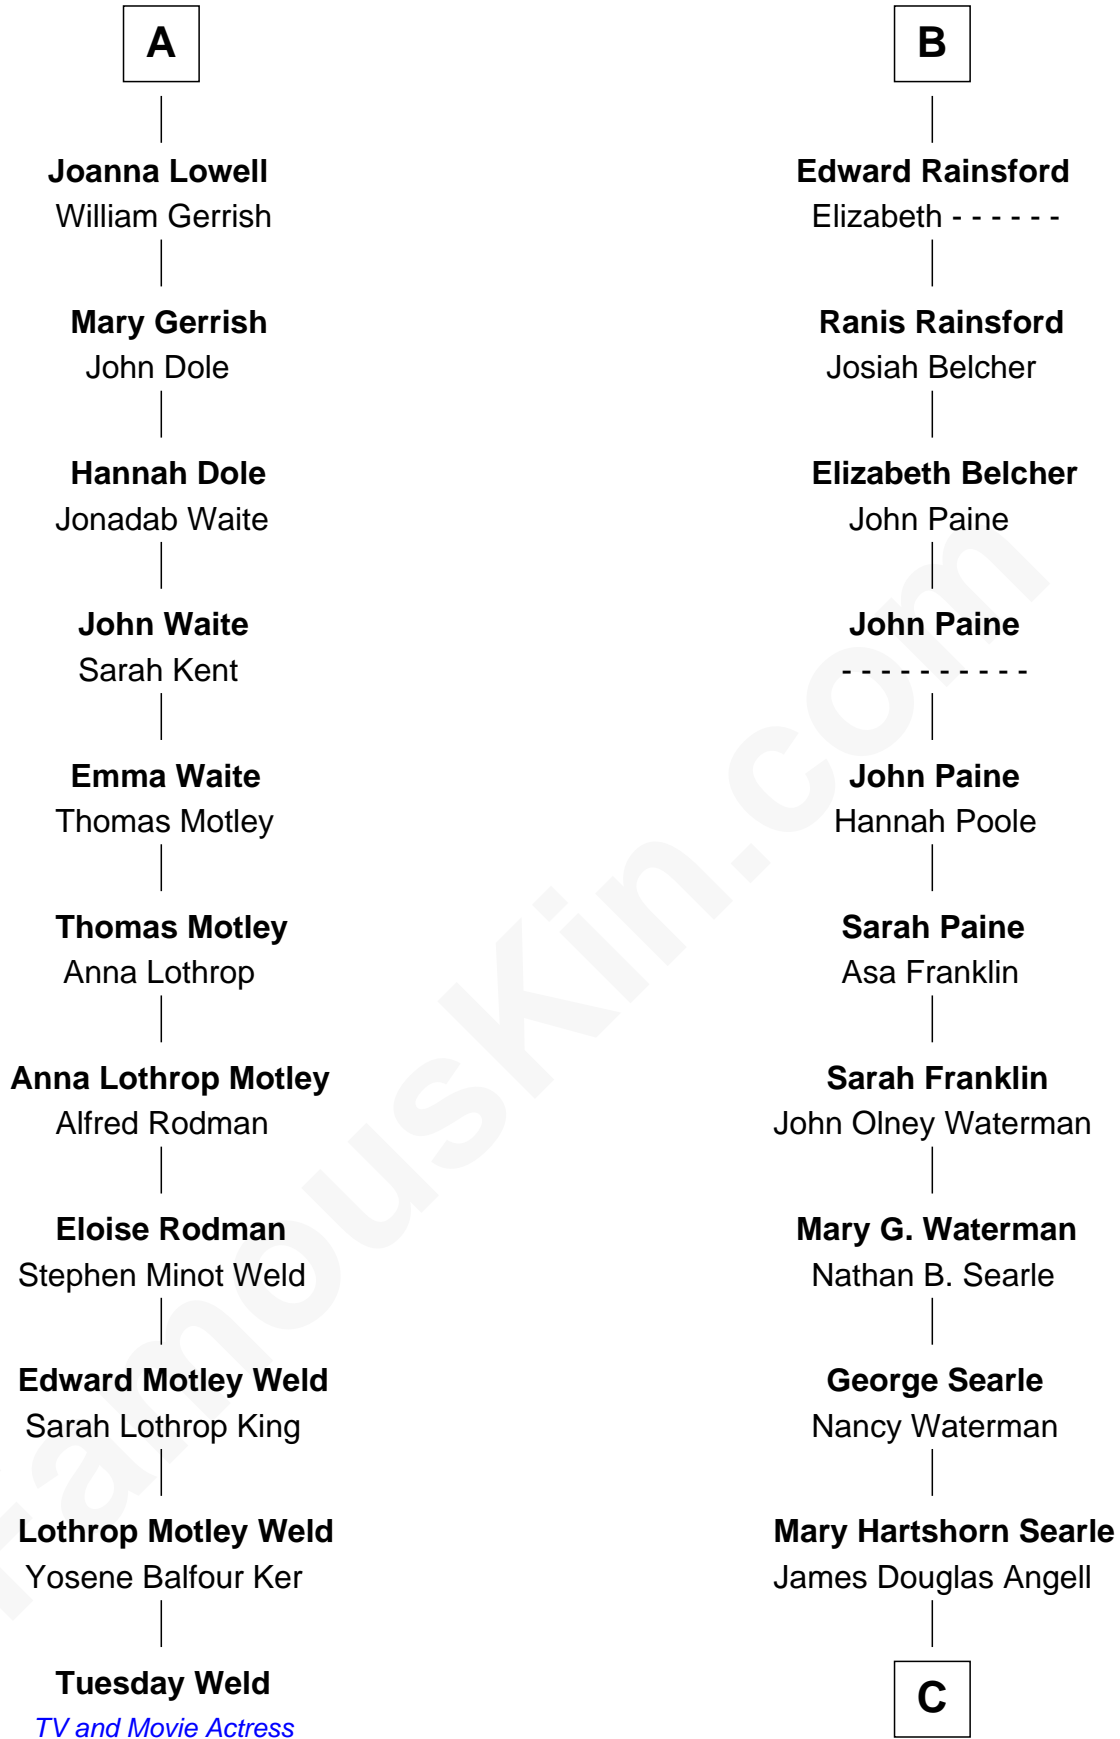 A
Joanna Lowell
William Gerrish
Mary Gerrish
John Dole
Hannah Dole
Jonadab Waite
John Waite
Sarah Kent
Emma Waite
Thomas Motley
Thomas Motley
Anna Lothrop
Anna Lothrop Motley
Alfred Rodman
Eloise Rodman
Stephen Minot Weld
Edward Motley Weld
Sarah Lothrop King
Lothrop Motley Weld
Yosene Balfour Ker
Tuesday Weld
TV and Movie Actress
B
Edward Rainsford
Elizabeth - - - - - -
Ranis Rainsford
Josiah Belcher
Elizabeth Belcher
John Paine
John Paine
- - - - - - - - - -
John Paine
Hannah Poole
Sarah Paine
Asa Franklin
Sarah Franklin
John Olney Waterman
Mary G. Waterman
Nathan B. Searle
George Searle
Nancy Waterman
Mary Hartshorn Searle
James Douglas Angell
C
FamousKin.com